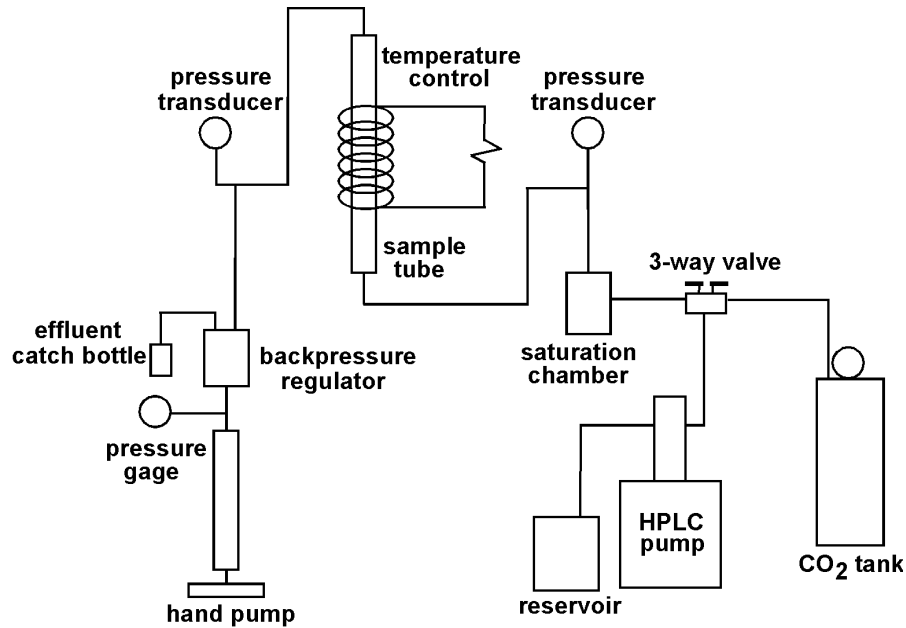 temperature
control
pressure
transducer
pressure
transducer
sample
tube
3-way valve
effluent
catch bottle
backpressure
regulator
saturation
chamber
pressure
gage
HPLC
pump
CO2 tank
reservoir
hand pump